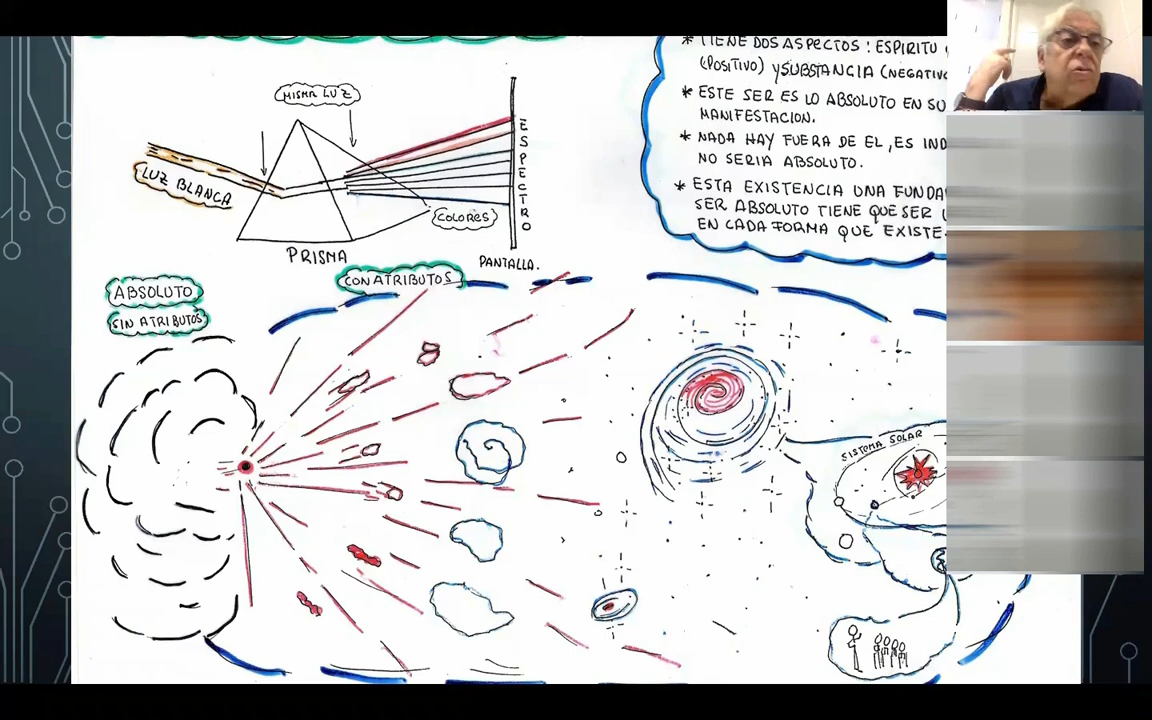 MISMA LUZ
LUZ BLANCA
ESPECTRO
COLORES
PRISMA
PANTALLA.
* TIENE DOS ASPECTOS: ESPIRITU
(POSITIVO) Y SUBSTANCIA (NEGATIVO
* ESTE SER ES LO ABSOLUTO EN SU
MANIFESTACION.
* NADA HAY FUERA DE EL, ES IND
NO SERIA ABSOLUTO.
* ESTA EXISTENCIA UNA FUNDA
SER ABSOLUTO TIENE QUE SER
EN CADA FORMA QUE EXISTE.
ABSOLUTO
SIN ATRIBUTOS
CON ATRIBUTOS
SISTOMA SOLAR